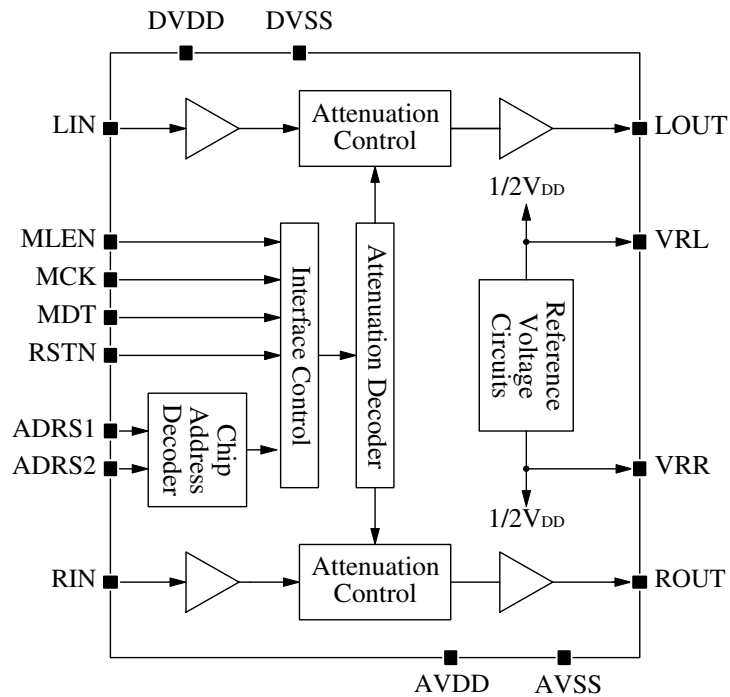 DVDD
DVSS
LIN
Attenuation
Control
LOUT
1/2VDD
MLEN
MCK
MDT
RSTN
ADRS1
ADRS2
Chip
Address
Decoder
Interface Control
Attenuation Decoder
Reference
Voltage
Circuits
VRL
VRR
1/2VDD
RIN
Attenuation
Control
ROUT
AVDD
AVSS